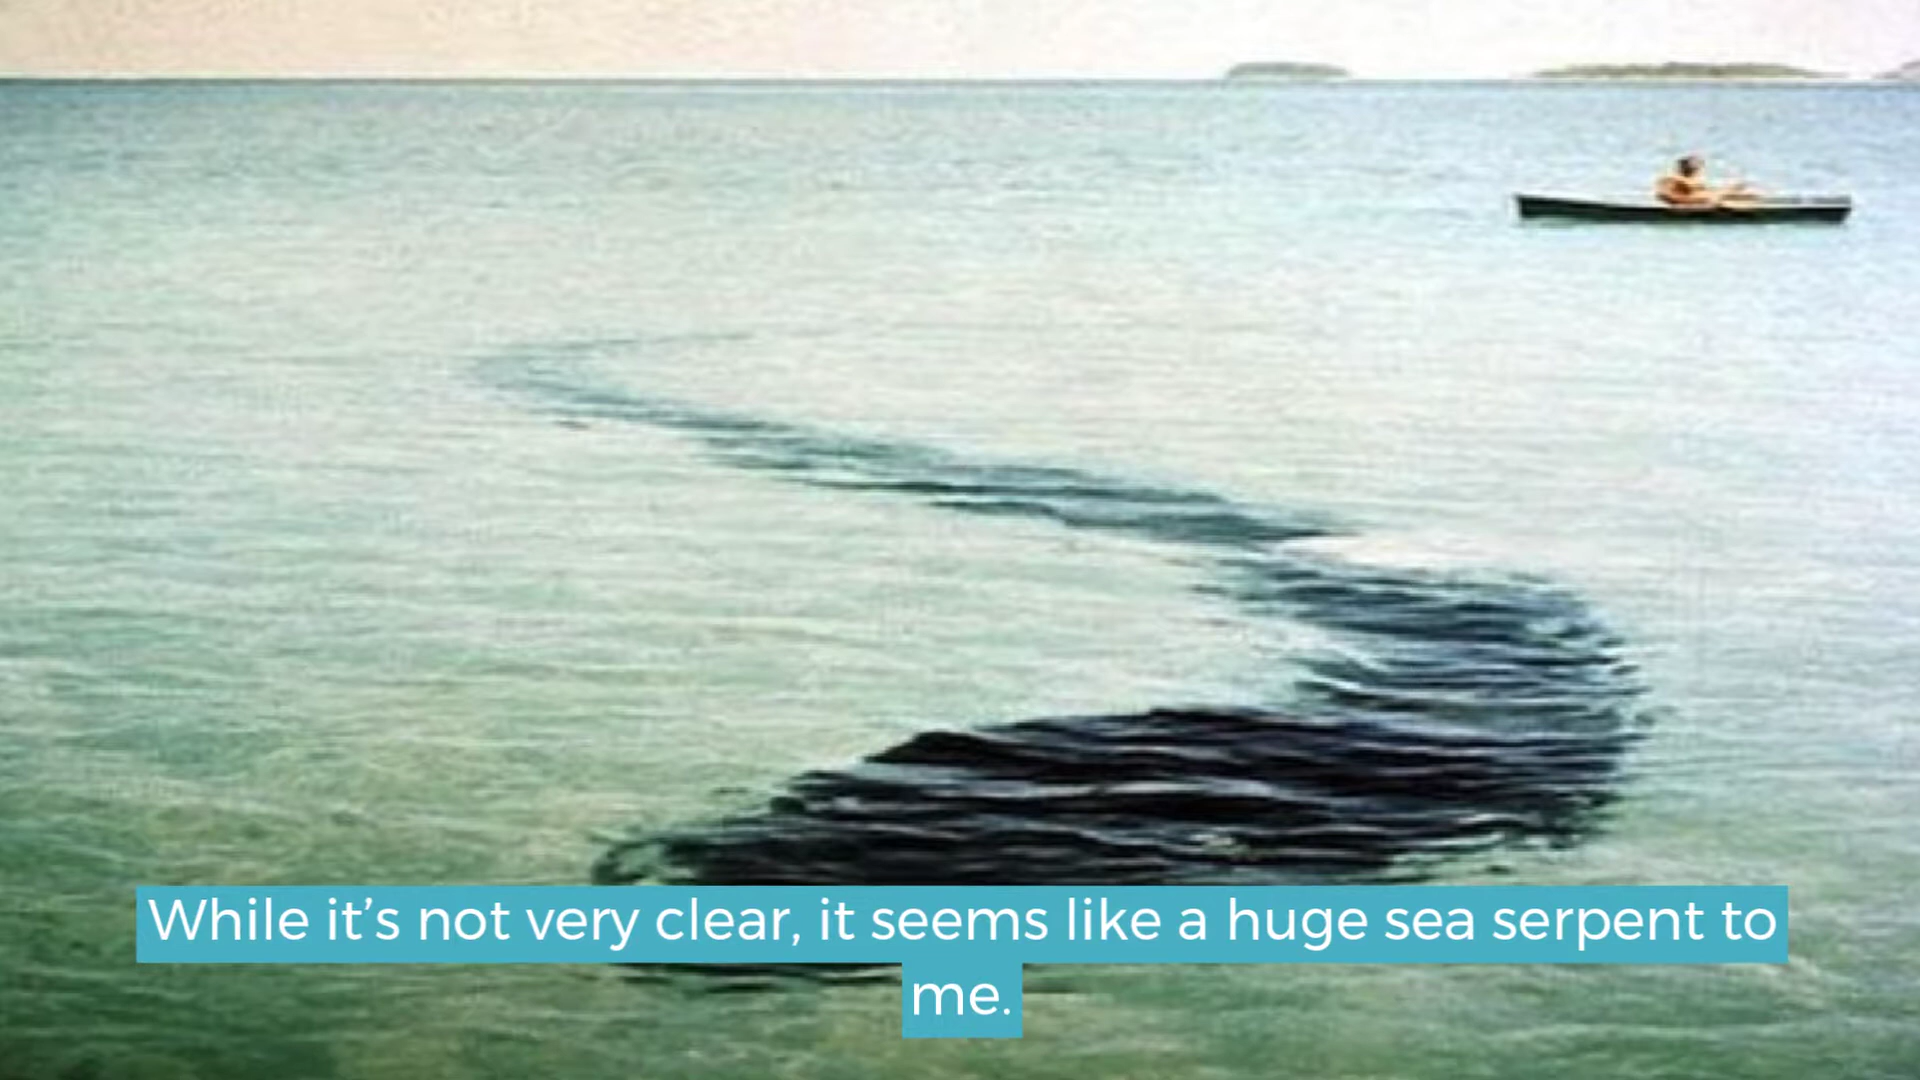 While it’s not very clear, it seems like a huge sea serpent to
me.